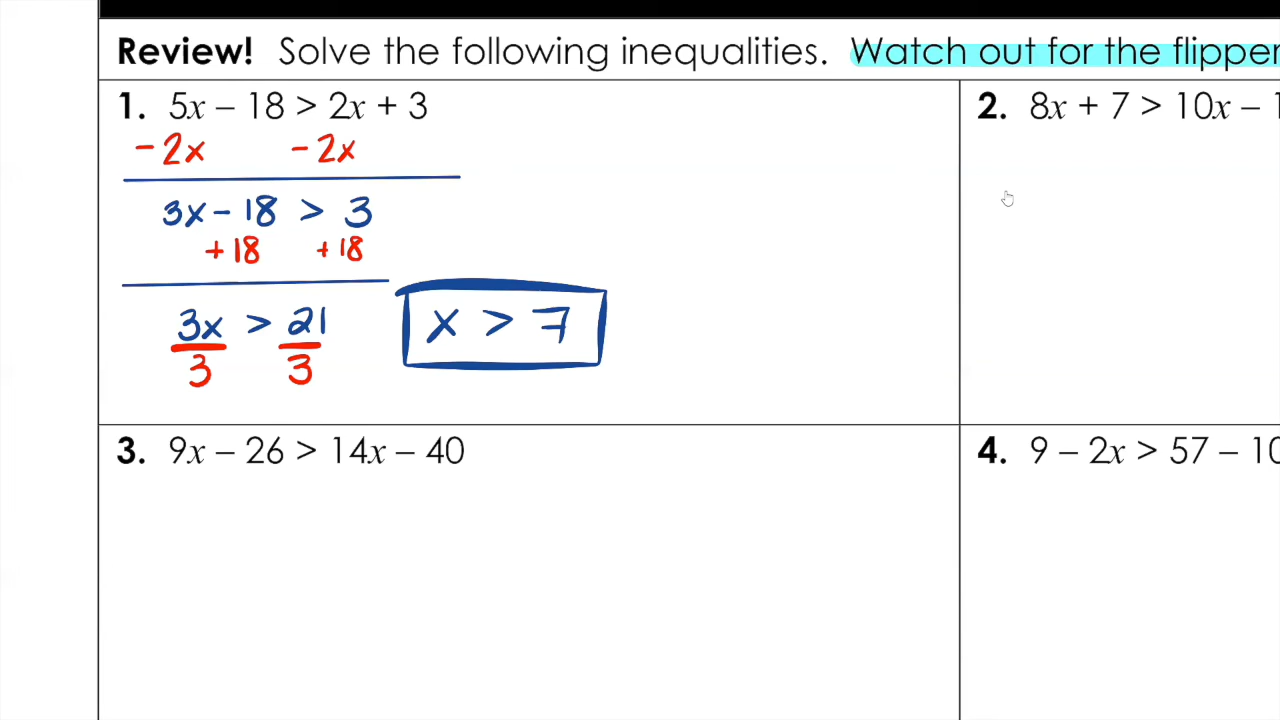 Review! Solve the following inequalities. Watch out for the flipper
1. 5x – 18 > 2x + 3
- 2x - 2x
3x - 18 > 3
+ 18 + 18
3x > 21
3 3
x > 7
2. 8x + 7 > 10x – 1
3. 9x – 26 > 14x – 40
4. 9 – 2x > 57 – 10